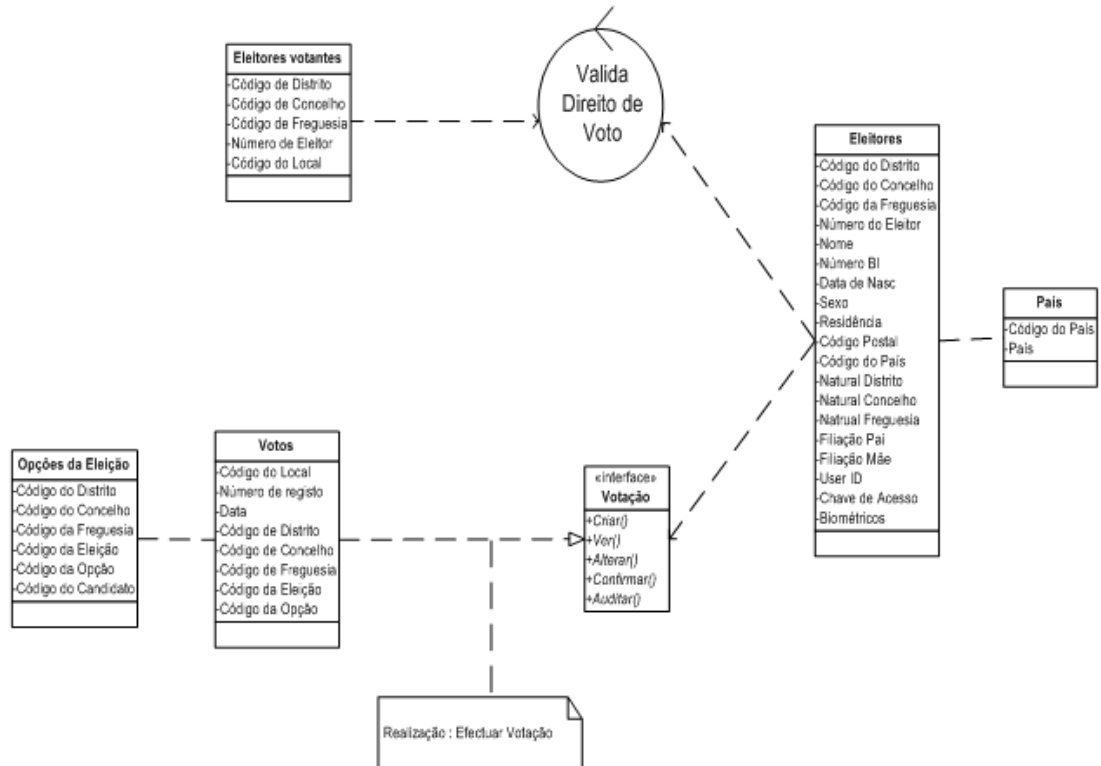 Eleitores votantes
-Código de Distrito
-Código de Concelho
-Código de Freguesia
-Número de Eleitor
-Código do Local
Valida
Direito de
Voto
Eleitores
-Código do Distrito
-Código do Concelho
-Código da Freguesia
-Número do Eleitor
-Nome
-Número BI
-Data de Nasc
-Sexo
-Residência
-Código Postal
-Código do País
-Natural Distrito
-Natural Concelho
-Natrual Freguesia
-Filiação Pai
-Filiação Mãe
-User ID
-Chave de Acesso
-Biométricos
País
-Código do País
-País
Opções da Eleição
-Código do Distrito
-Código do Concelho
-Código da Freguesia
-Código da Eleição
-Código da Opção
-Código do Candidato
Votos
-Código do Local
-Número de registo
-Data
-Código de Distrito
-Código de Concelho
-Código de Freguesia
-Código da Eleição
-Código da Opção
«interface»
Votação
+Criar()
+Ver()
+Alterar()
+Confirmar()
+Auditar()
Realização : Efectuar Votação